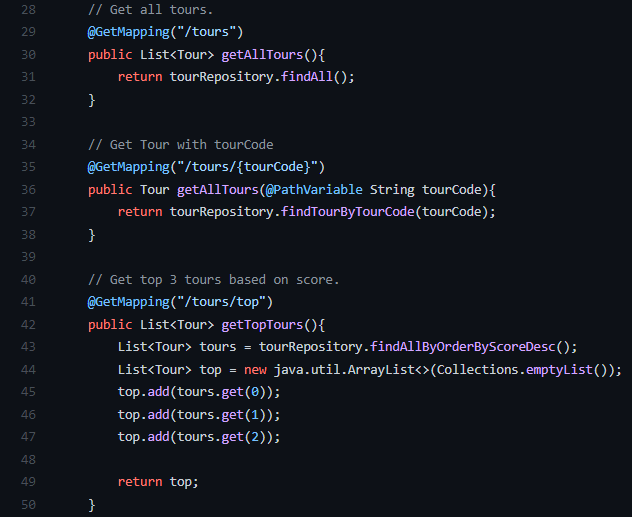 28 // Get all tours.
29 @GetMapping("/tours")
30 public List<Tour> getAllTours(){
31 return tourRepository.findAll();
32 }
33
34 // Get Tour with tourCode
35 @GetMapping("/tours/{tourCode}")
36 public Tour getAllTours(@PathVariable String tourCode){
37 return tourRepository.findTourByTourCode(tourCode);
38 }
39
40 // Get top 3 tours based on score.
41 @GetMapping("/tours/top")
42 public List<Tour> getTopTours(){
43 List<Tour> tours = tourRepository.findAllByOrderByScoreDesc();
44 List<Tour> top = new java.util.ArrayList<>(Collections.emptyList());
45 top.add(tours.get(0));
46 top.add(tours.get(1));
47 top.add(tours.get(2));
48
49 return top;
50 }